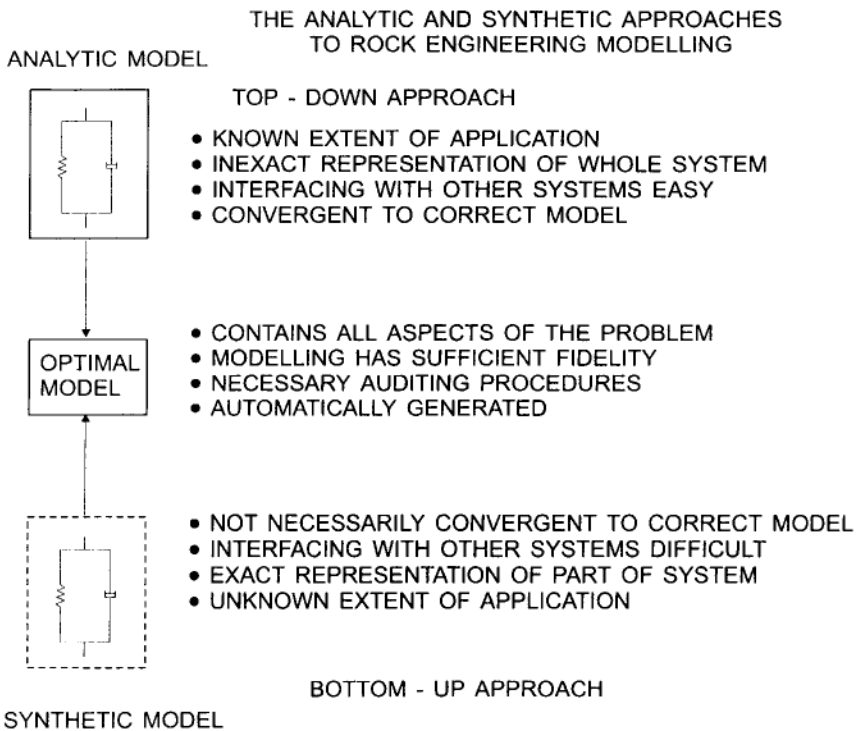 THE ANALYTIC AND SYNTHETIC APPROACHES
TO ROCK ENGINEERING MODELLING
ANALYTIC MODEL
TOP - DOWN APPROACH
• KNOWN EXTENT OF APPLICATION
• INEXACT REPRESENTATION OF WHOLE SYSTEM
• INTERFACING WITH OTHER SYSTEMS EASY
• CONVERGENT TO CORRECT MODEL
OPTIMAL
MODEL
• CONTAINS ALL ASPECTS OF THE PROBLEM
• MODELLING HAS SUFFICIENT FIDELITY
• NECESSARY AUDITING PROCEDURES
• AUTOMATICALLY GENERATED
• NOT NECESSARILY CONVERGENT TO CORRECT MODEL
• INTERFACING WITH OTHER SYSTEMS DIFFICULT
• EXACT REPRESENTATION OF PART OF SYSTEM
• UNKNOWN EXTENT OF APPLICATION
BOTTOM - UP APPROACH
SYNTHETIC MODEL